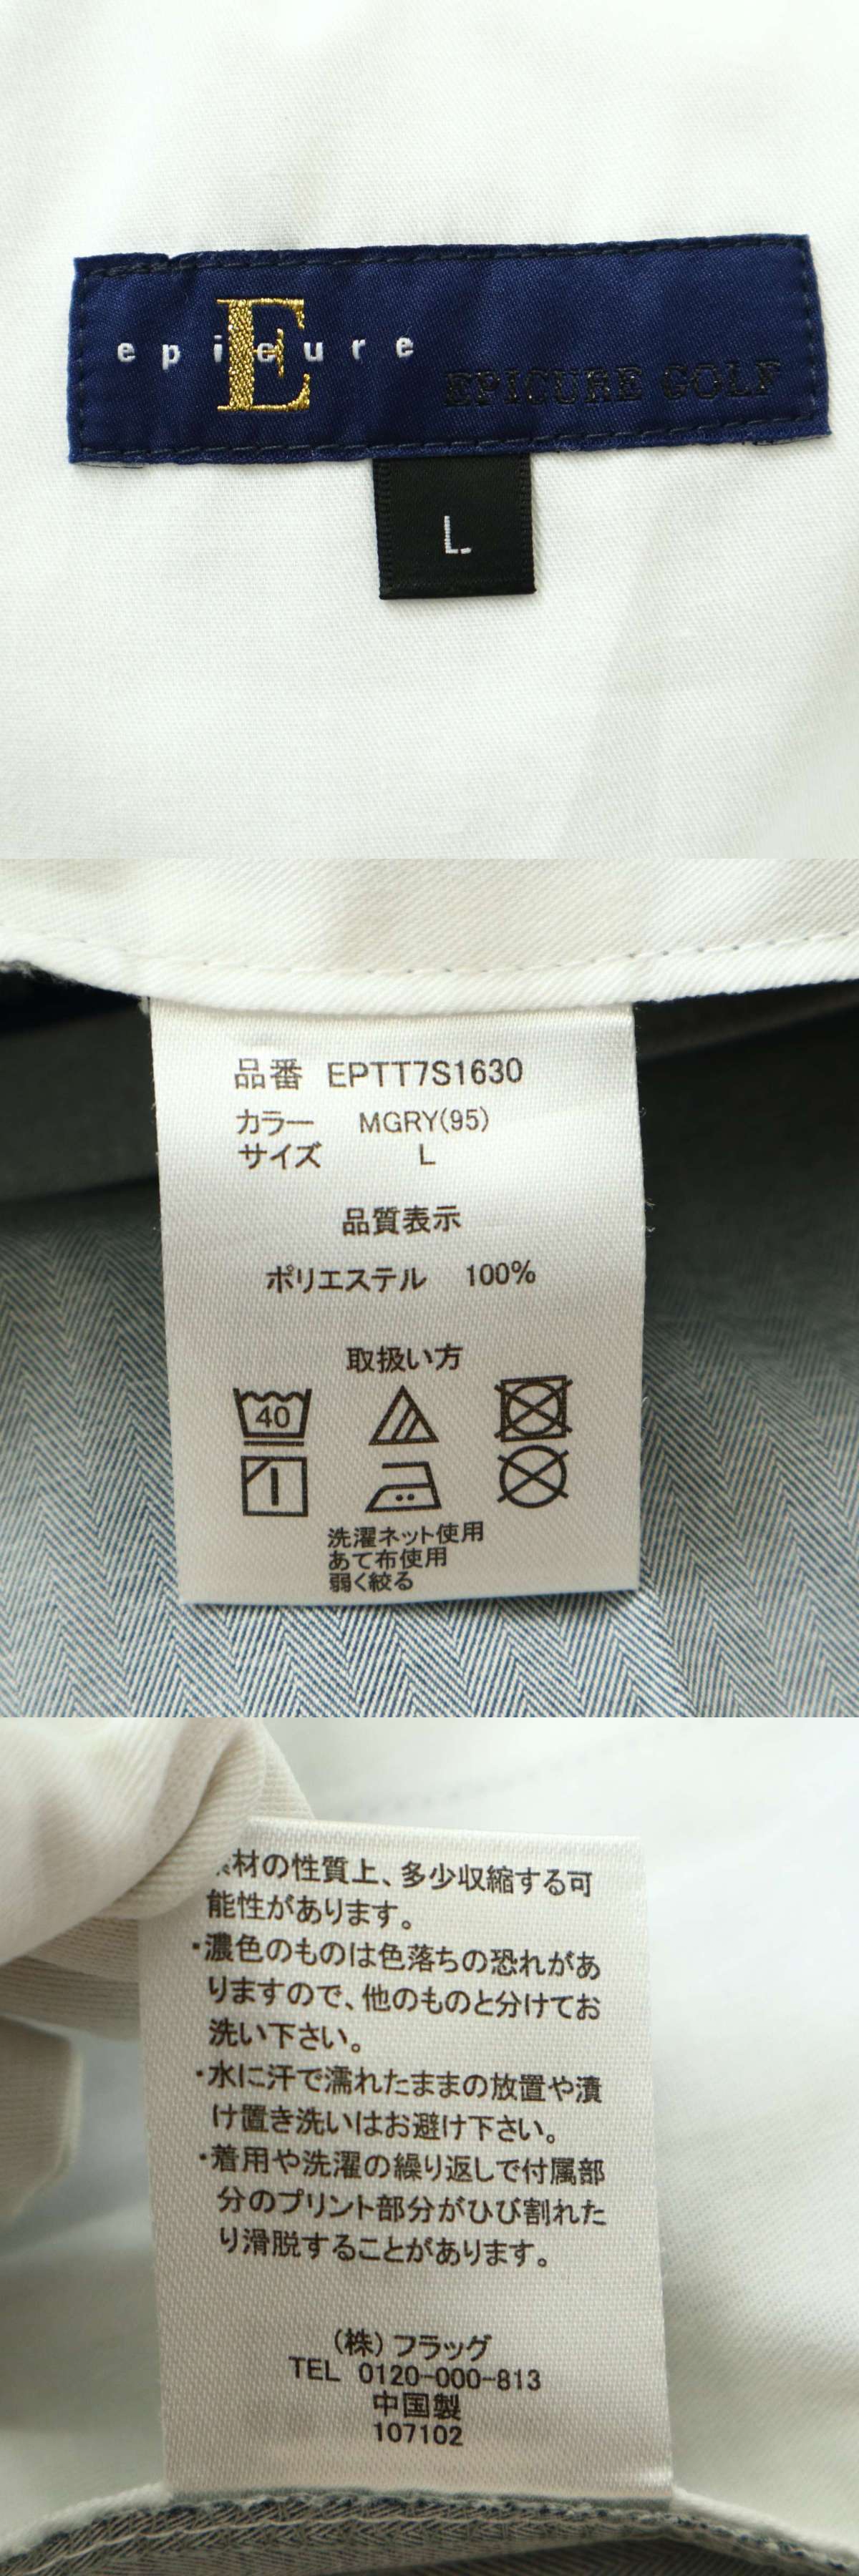 epicure
E
EPICURE GOLF
L
品番 EPTT7S1630
カラー MGRY(95)
サイズ L
品質表示
ポリエステル 100%
取扱い方
40
洗濯ネット使用
あて布使用
弱く絞る
材の性質上、多少収縮する可
能性があります。
・濃色のものは色落ちの恐れがあ
りますので、他のものと分けてお
洗い下さい。
・水に汗で濡れたままの放置や漬
け置き洗いはお避け下さい。
・着用や洗濯の繰り返しで付属部
分のプリント部分がひび割れた
り滑脱することがあります。
(株)フラッグ
TEL 0120-000-813
中国製
107102